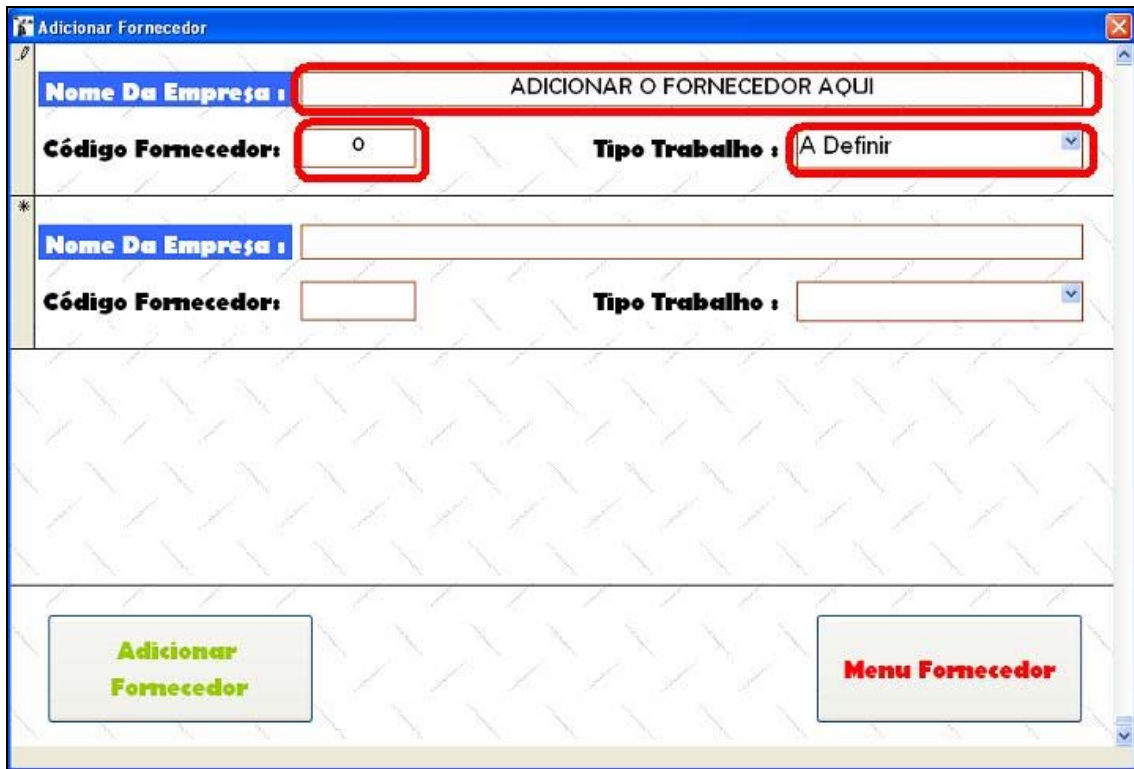 Adicionar Fornecedor
Nome Da Empresa : ADICIONAR O FORNECEDOR AQUI
Código Fornecedor: 0 Tipo Trabalho : A Definir
*
Nome Da Empresa :
Código Fornecedor: Tipo Trabalho :
Adicionar
Fornecedor
Menu Fornecedor